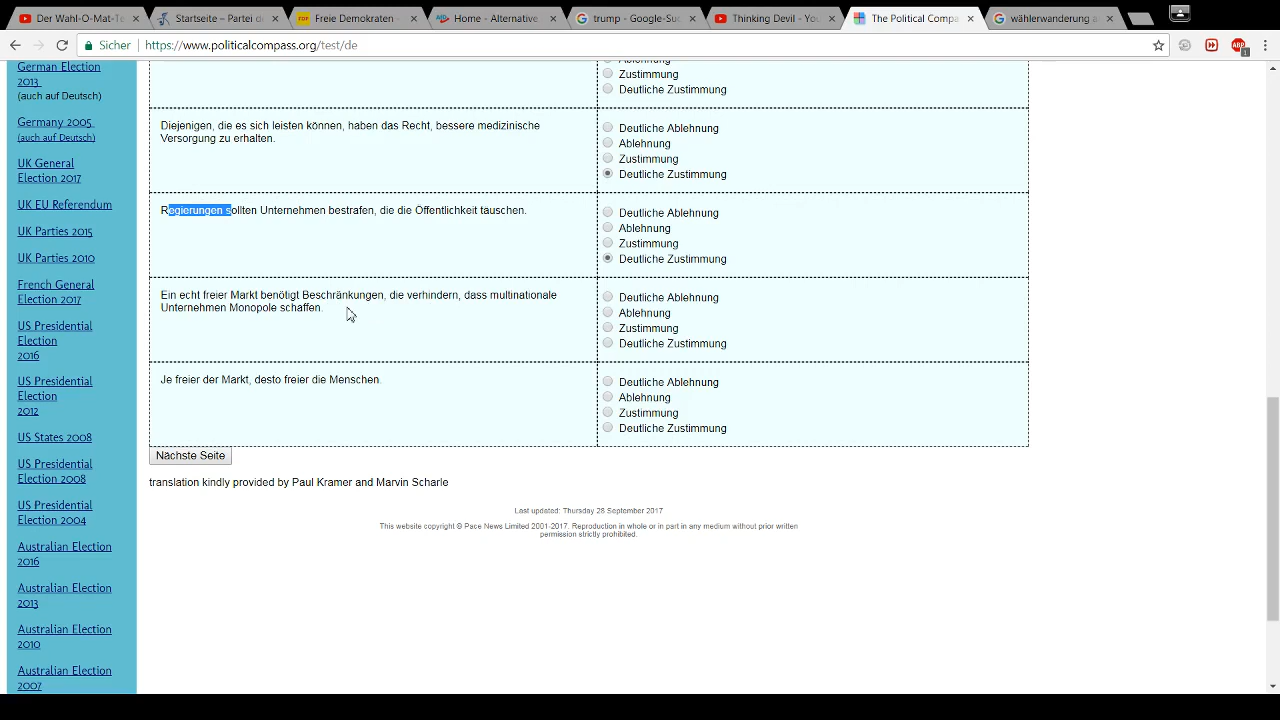 Der Wahl-O-Mat-Te
Startseite – Partei de
Freie Demokraten –
Home - Alternative
trump - Google-Suc
Thinking Devil - You
The Political Compa
wählerwanderung a
Sicher
https://www.politicalcompass.org/test/de
German Election
2013
(auch auf Deutsch)
Germany 2005
(auch auf Deutsch)
UK General
Election 2017
UK EU Referendum
UK Parties 2015
UK Parties 2010
French General
Election 2017
US Presidential
Election
2016
US Presidential
Election
2012
US States 2008
US Presidential
Election 2008
US Presidential
Election 2004
Australian Election
2016
Australian Election
2013
Australian Election
2010
Australian Election
2007
Ablehnung
Zustimmung
Deutliche Zustimmung
Diejenigen, die es sich leisten können, haben das Recht, bessere medizinische
Versorgung zu erhalten.
Deutliche Ablehnung
Ablehnung
Zustimmung
Deutliche Zustimmung
Regierungen sollten Unternehmen bestrafen, die die Öffentlichkeit täuschen.
Deutliche Ablehnung
Ablehnung
Zustimmung
Deutliche Zustimmung
Ein echt freier Markt benötigt Beschränkungen, die verhindern, dass multinationale
Unternehmen Monopole schaffen.
Deutliche Ablehnung
Ablehnung
Zustimmung
Deutliche Zustimmung
Je freier der Markt, desto freier die Menschen.
Deutliche Ablehnung
Ablehnung
Zustimmung
Deutliche Zustimmung
Nächste Seite
translation kindly provided by Paul Kramer and Marvin Scharle
Last updated: Thursday 28 September 2017
This website copyright © Pace News Limited 2001-2017. Reproduction in whole or in part in any medium without prior written
permission strictly prohibited.